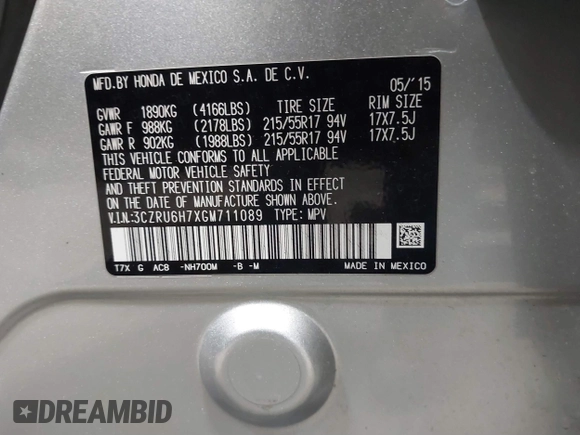 MFD.BY HONDA DE MEXICO S.A. DE C.V.
05/'15
GVWR 1890KG (4166LBS) TIRE SIZE RIM SIZE
GAWR F 988KG (2178LBS) 215/55R17 94V 17X7.5J
GAWR R 902KG (1988LBS) 215/55R17 94V 17X7.5J
THIS VEHICLE CONFORMS TO ALL APPLICABLE
FEDERAL MOTOR VEHICLE SAFETY
AND THEFT PREVENTION STANDARDS IN EFFECT
ON THE DATE OF MANUFACTURE SHOWN ABOVE.
V.I.N:3CZRU6H7XGM711089 TYPE: MPV
T7X G AC8 -NH700M -B -M
MADE IN MEXICO
DREAMBID